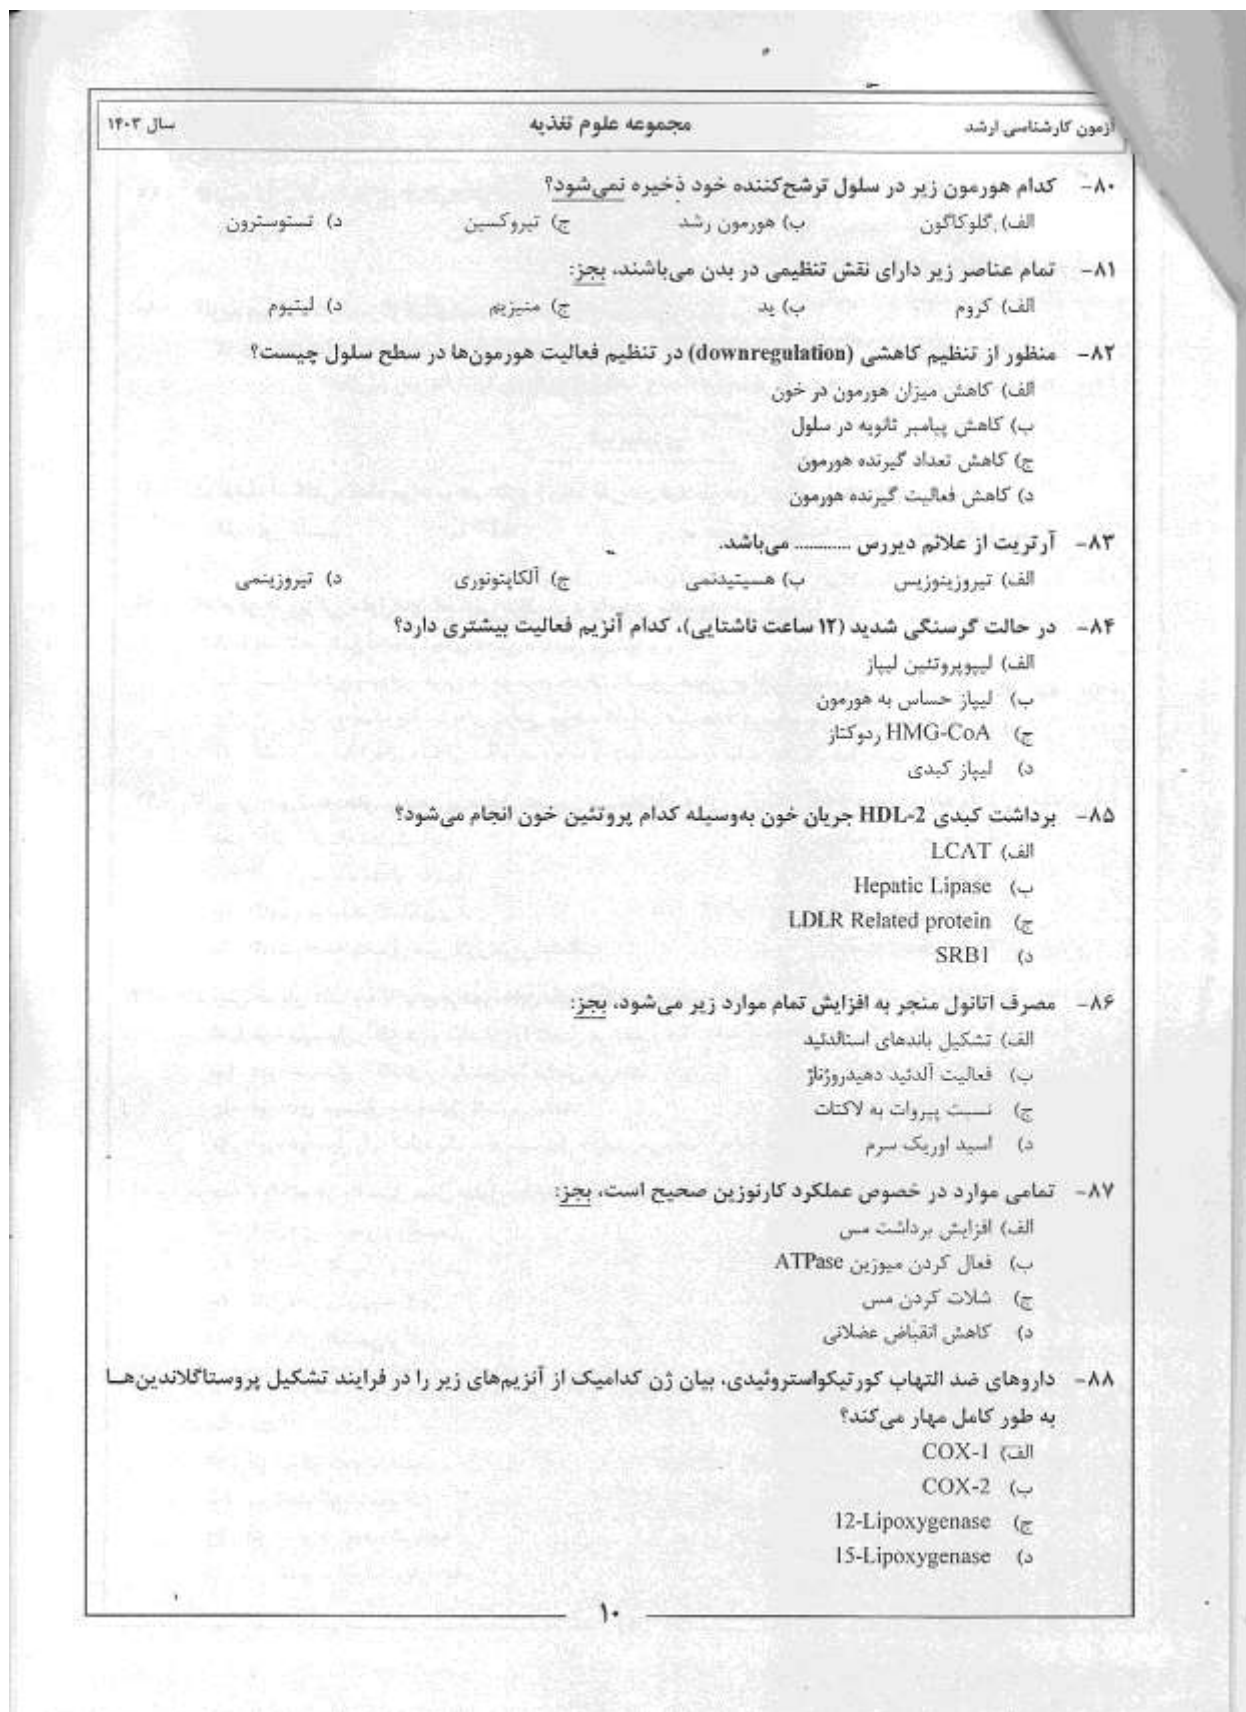 آزمون کارشناسی ارشد
مجموعه علوم تغذیه
سال ۱۴۰۳
۸۰- کدام هورمون زیر در سلول ترشح‌کننده خود ذخیره نمی‌شود؟
الف) گلوکاگون ب) هورمون رشد ج) تیروکسین د) تستوسترون
۸۱- تمام عناصر زیر دارای نقش تنظیمی در بدن می‌باشند، بجز:
الف) کروم ب) ید ج) منیزیم د) لیتیوم
۸۲- منظور از تنظیم کاهشی (downregulation) در تنظیم فعالیت هورمون‌ها در سطح سلول چیست؟
الف) کاهش میزان هورمون در خون
ب) کاهش پیامبر ثانویه در سلول
ج) کاهش تعداد گیرنده هورمون
د) کاهش فعالیت گیرنده هورمون
۸۳- آرتریت از علائم دیررس ............ می‌باشد.
الف) تیروزینوزیس ب) هسیتیدنمی ج) آلکاپتونوری د) تیروزینمی
۸۴- در حالت گرسنگی شدید (۱۲ ساعت ناشتایی)، کدام آنزیم فعالیت بیشتری دارد؟
الف) لیپوپروتئین لیپاز
ب) لیپاز حساس به هورمون
ج) HMG-CoA ردوکتاز
د) لیپاز کبدی
۸۵- برداشت کبدی HDL-2 جریان خون به‌وسیله کدام پروتئین خون انجام می‌شود؟
الف) LCAT
ب) Hepatic Lipase
ج) LDLR Related protein
د) SRB1
۸۶- مصرف اتانول منجر به افزایش تمام موارد زیر می‌شود، بجز:
الف) تشکیل باندهای استالدئید
ب) فعالیت آلدئید دهیدروژناژ
ج) نسبت پیروات به لاکتات
د) اسید اوریک سرم
۸۷- تمامی موارد در خصوص عملکرد کارنوزین صحیح است، بجز:
الف) افزایش برداشت مس
ب) فعال کردن میوزین ATPase
ج) شلات کردن مس
د) کاهش انقباض عضلانی
۸۸- داروهای ضد التهاب کورتیکواستروئیدی، بیان ژن کدامیک از آنزیم‌های زیر را در فرایند تشکیل پروستاگلاندین‌هـا
به طور کامل مهار می‌کند؟
الف) COX-1
ب) COX-2
ج) 12-Lipoxygenase
د) 15-Lipoxygenase
۱۰